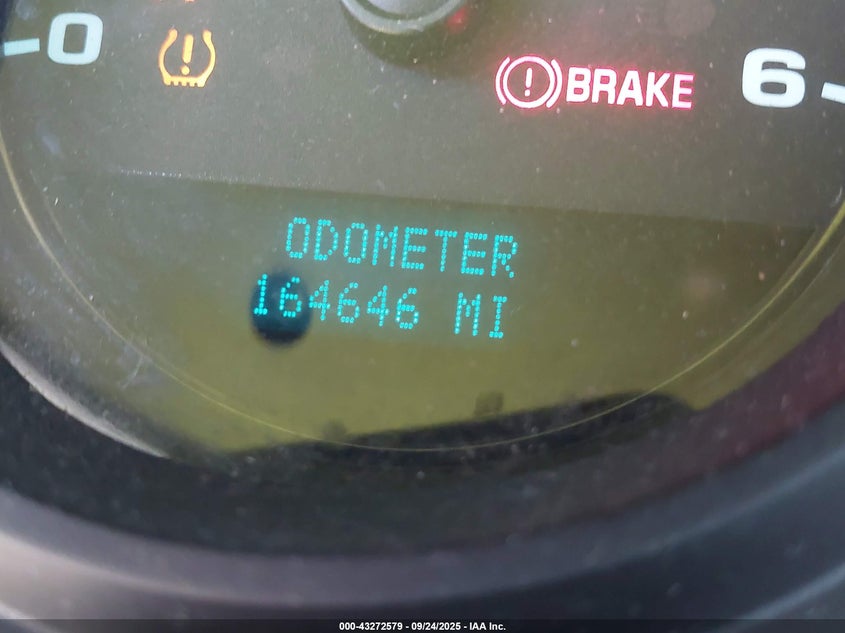 0
BRAKE 6
ODOMETER
164646 MI
000-43272579 - 09/24/2025 - IAA Inc.